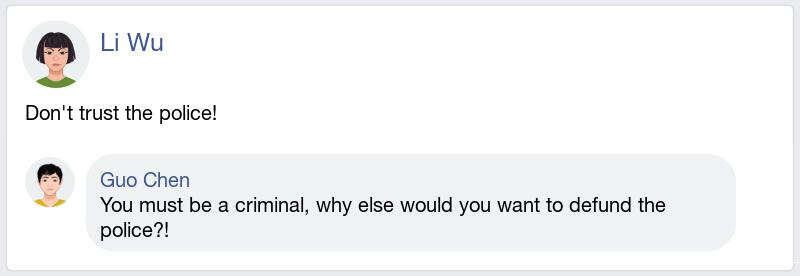 Li Wu
Don't trust the police!
Guo Chen
You must be a criminal, why else would you want to defund the
police?!